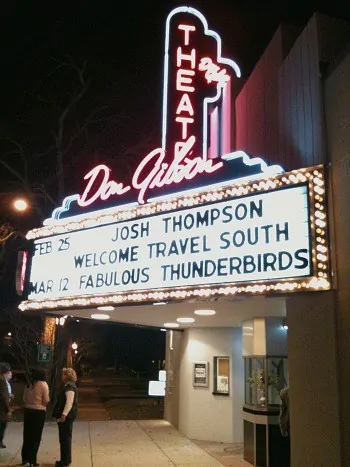 THEATRE
Don Gibson
FEB 25 JOSH THOMPSON
WELCOME TRAVEL SOUTH
MAR 12 FABULOUS THUNDERBIRDS